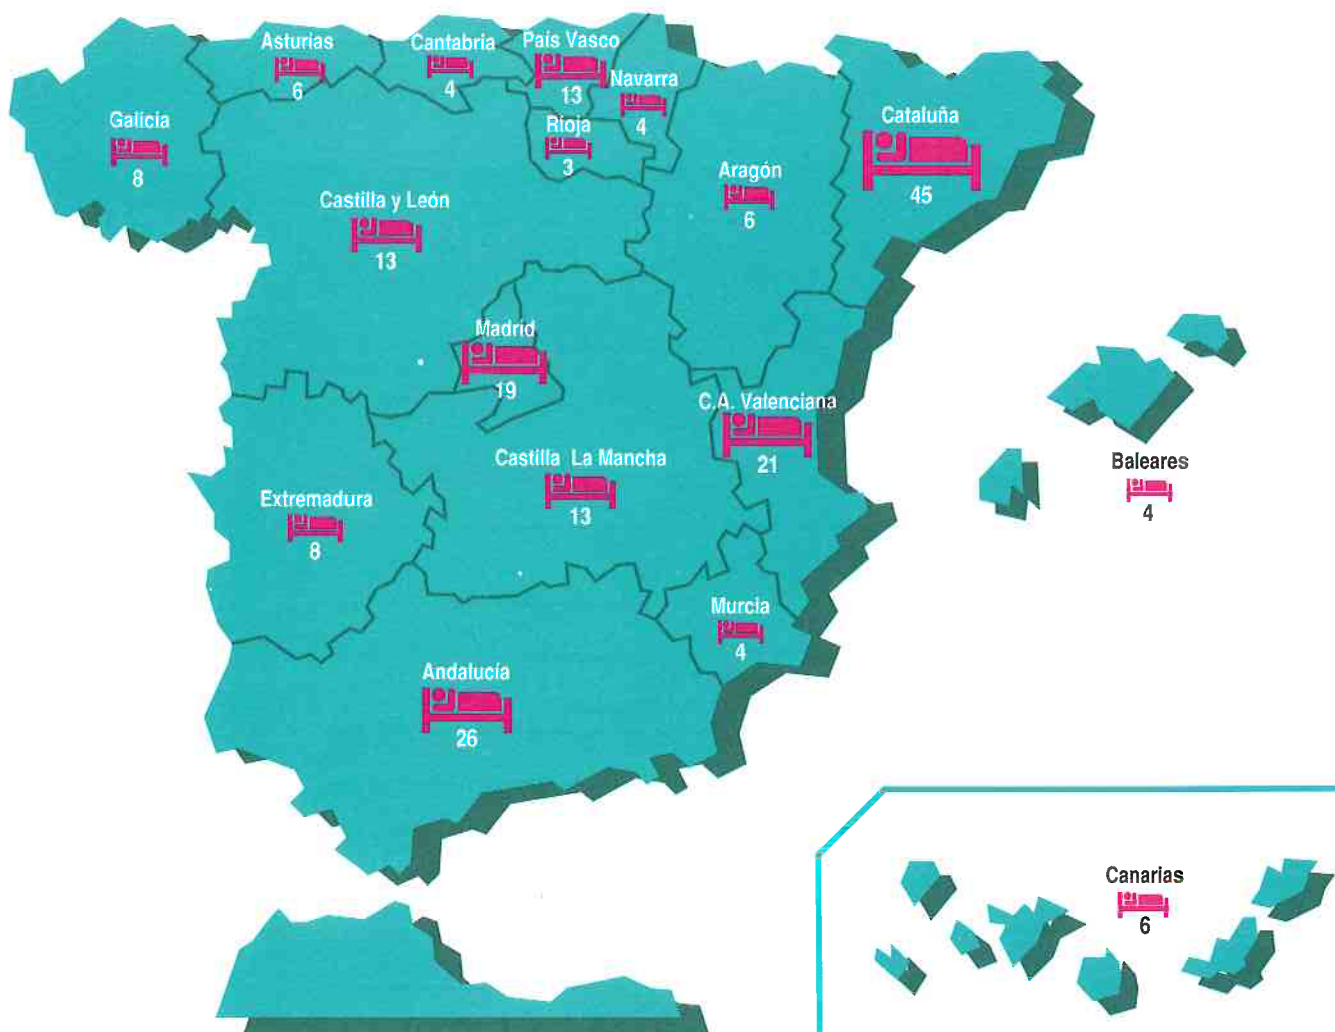 Asturias
6
Cantabria
4
País Vasco
13
Navarra
4
Galicia
8
Rioja
3
Cataluña
45
Aragón
6
Castilla y León
13
Madrid
19
C.A. Valenciana
21
Castilla La Mancha
13
Baleares
4
Extremadura
8
Murcia
4
Andalucía
26
Canarias
6